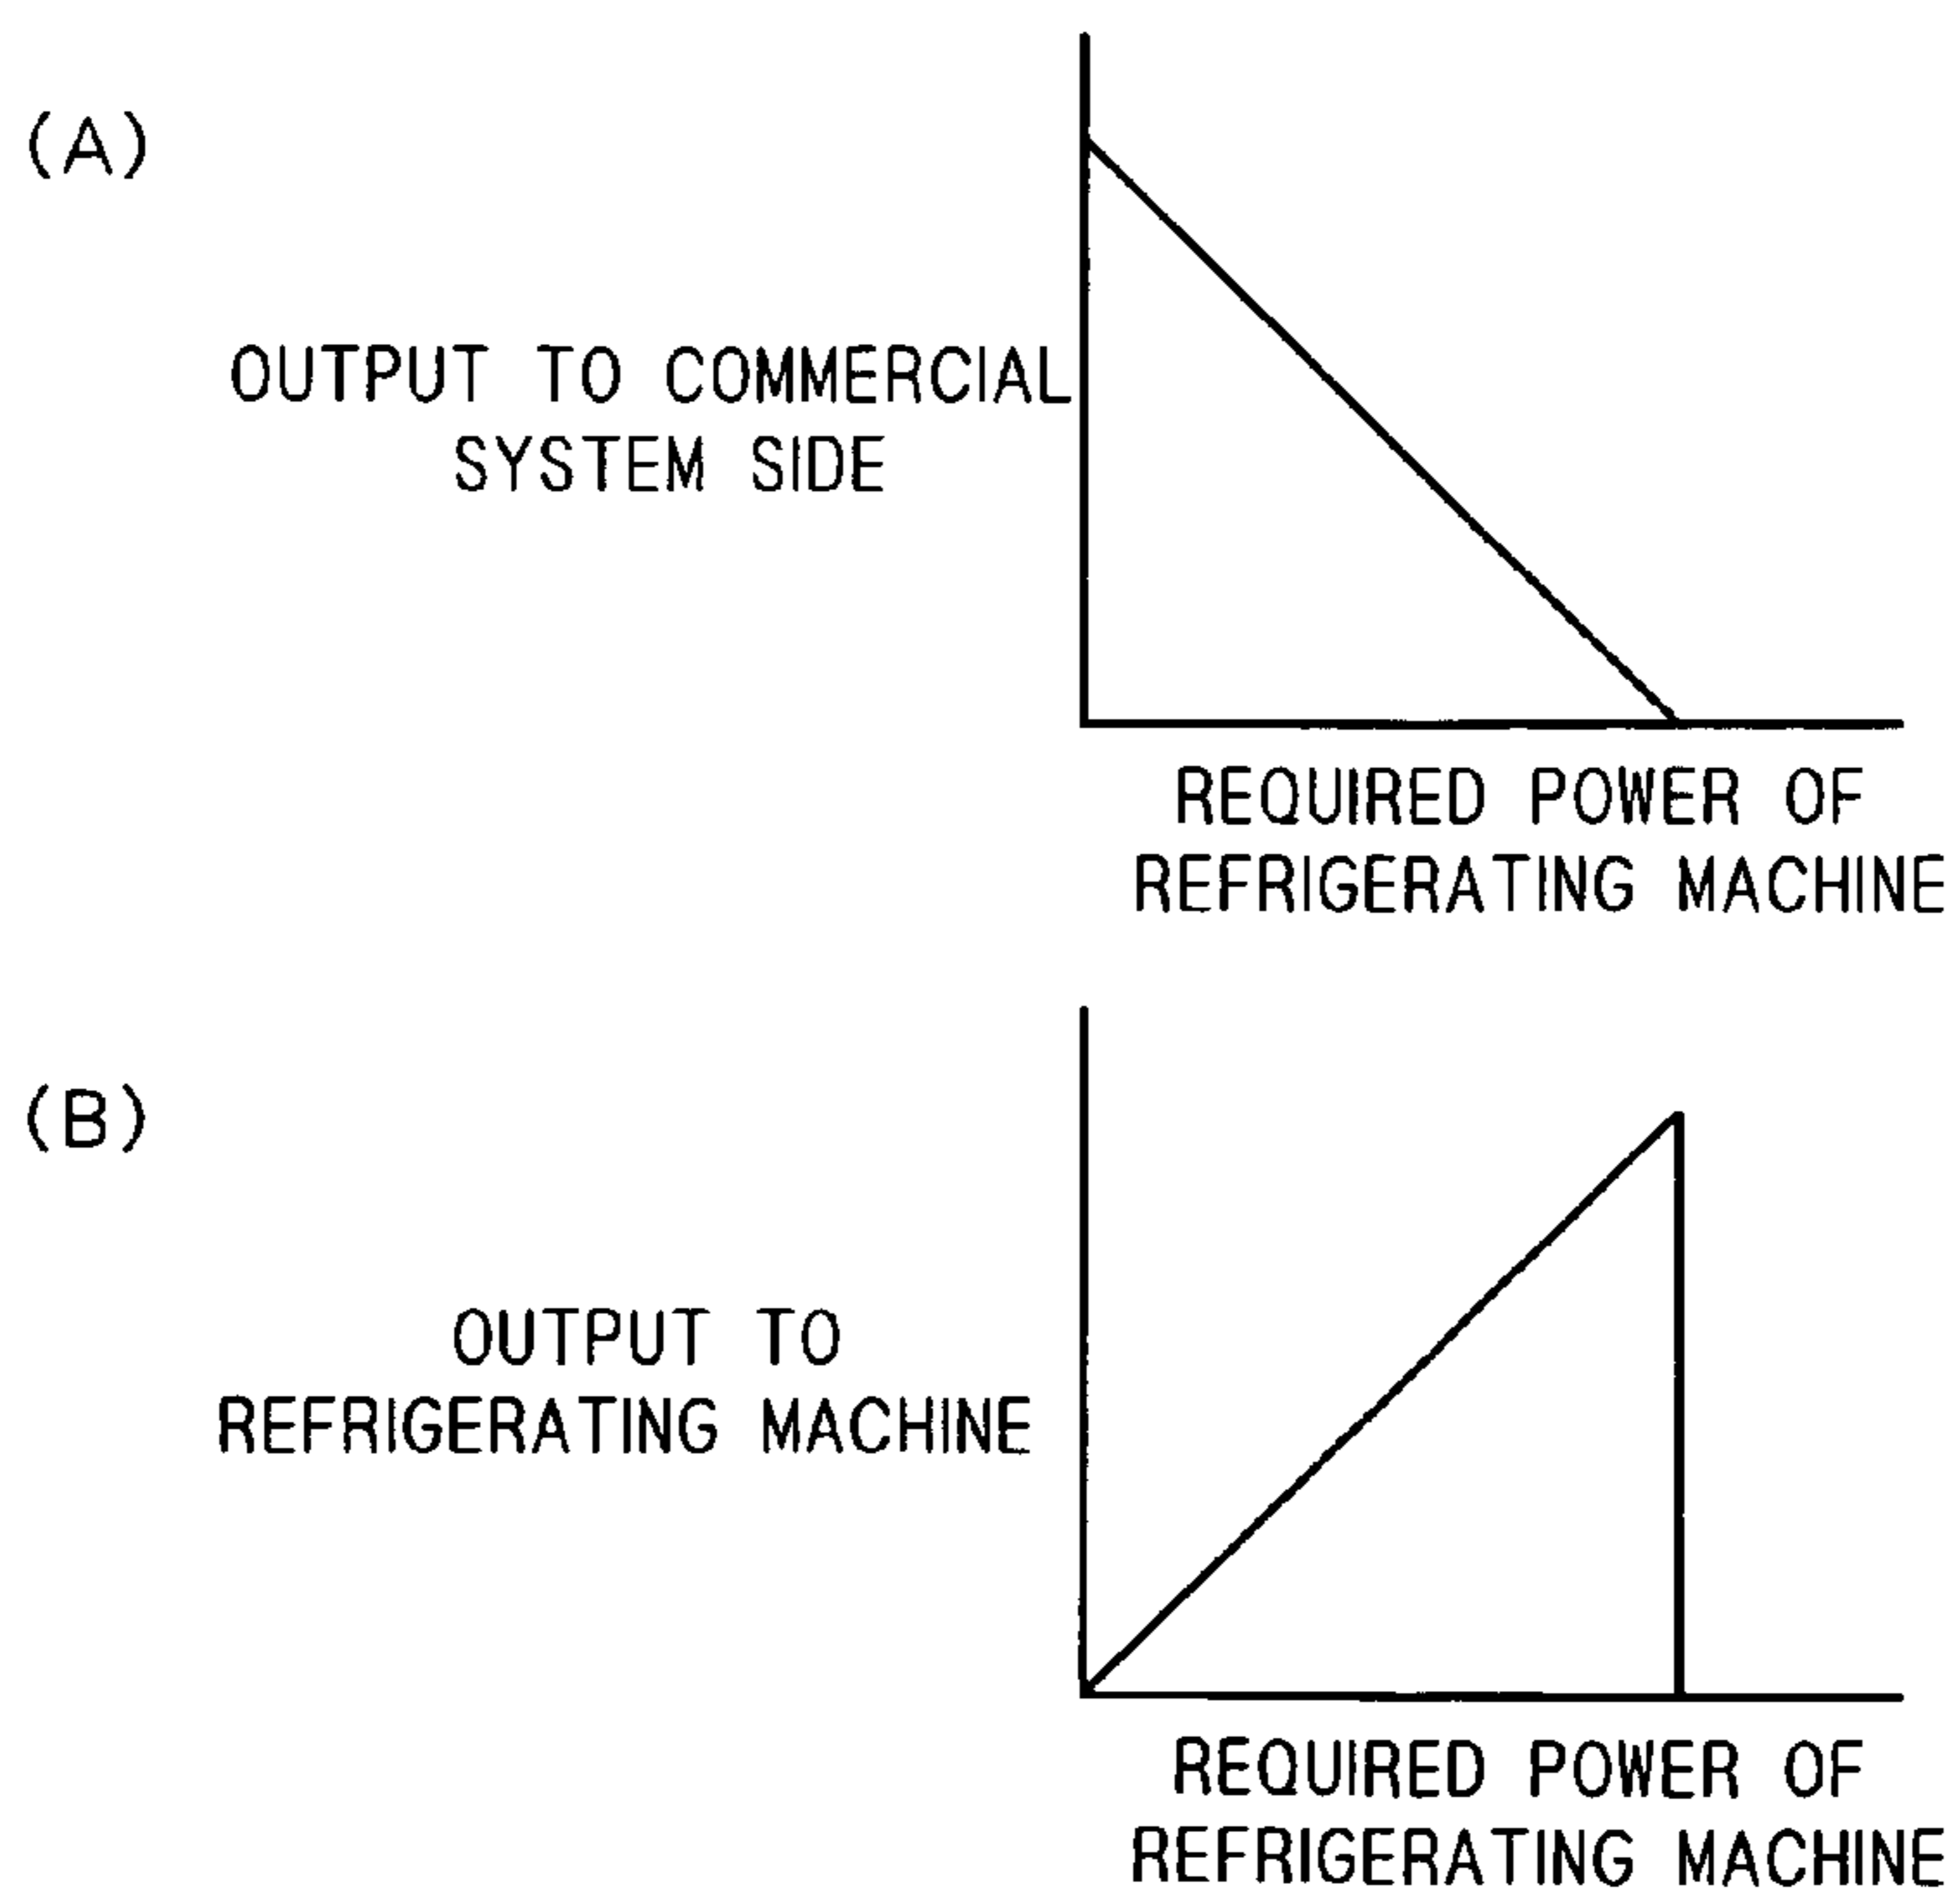 (A)
OUTPUT TO COMMERCIAL
SYSTEM SIDE
REQUIRED POWER OF
REFRIGERATING MACHINE
(B)
OUTPUT TO
REFRIGERATING MACHINE
REQUIRED POWER OF
REFRIGERATING MACHINE